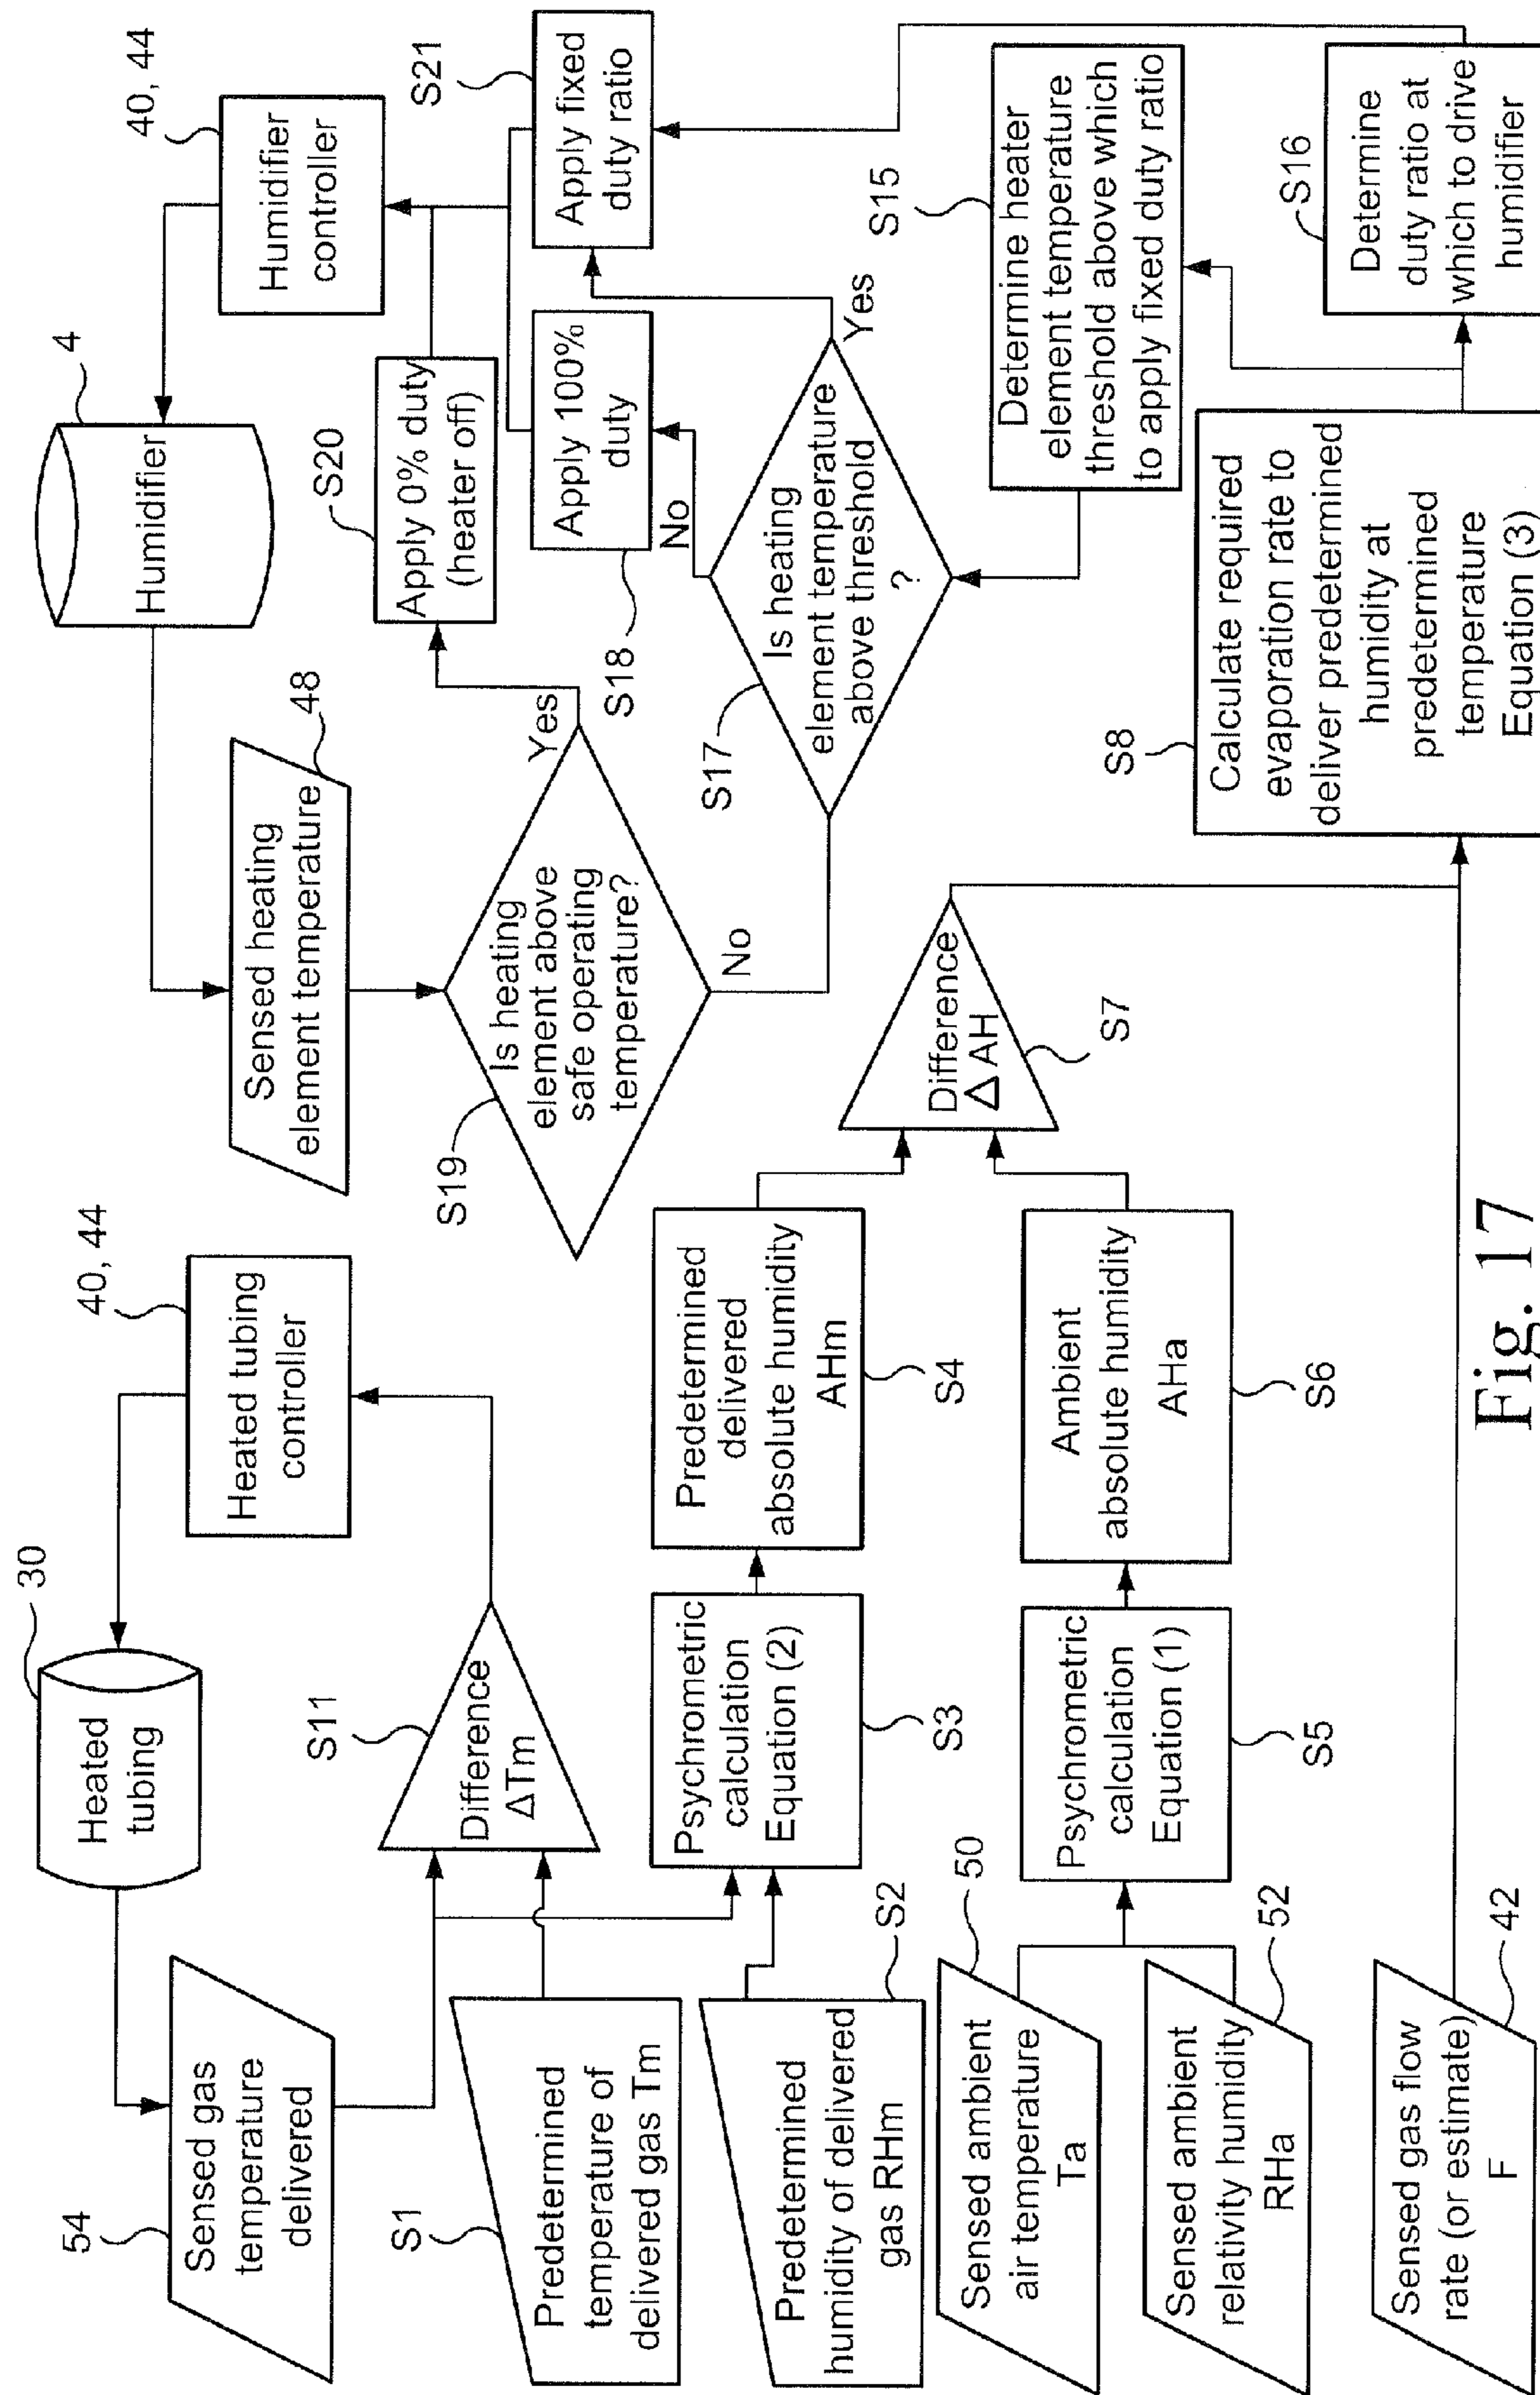 54
Sensed gas
temperature
delivered
30
Heated
tubing
40, 44
Heated tubing
controller
S11
Difference
ΔTm
S1
Predetermined
temperature of
delivered gas Tm
Predetermined
humidity of delivered
gas RHm
S2
Psychrometric
calculation
Equation (2)
S3
Predetermined
delivered
absolute humidity
AHm
S4
Sensed ambient
air temperature
Ta
50
Sensed ambient
relativity humidity
RHa
52
Psychrometric
calculation
Equation (1)
S5
Ambient
absolute humidity
AHa
S6
Difference
Δ AH
S7
Sensed gas flow
rate (or estimate)
F
42
S8
Calculate required
evaporation rate to
deliver predetermined
humidity at
predetermined
temperature
Equation (3)
Humidifier
4
40, 44
Humidifier
controller
Sensed heating
element temperature
48
S19
Is heating
element above
safe operating
temperature?
Yes
No
S20
Apply 0% duty
(heater off)
S17
Is heating
element temperature
above threshold
?
No
Yes
Apply 100%
duty
S18
Apply fixed
duty ratio
S21
S15
Determine heater
element temperature
threshold above which
to apply fixed duty ratio
S16
Determine
duty ratio at
which to drive
humidifier
Fig. 17